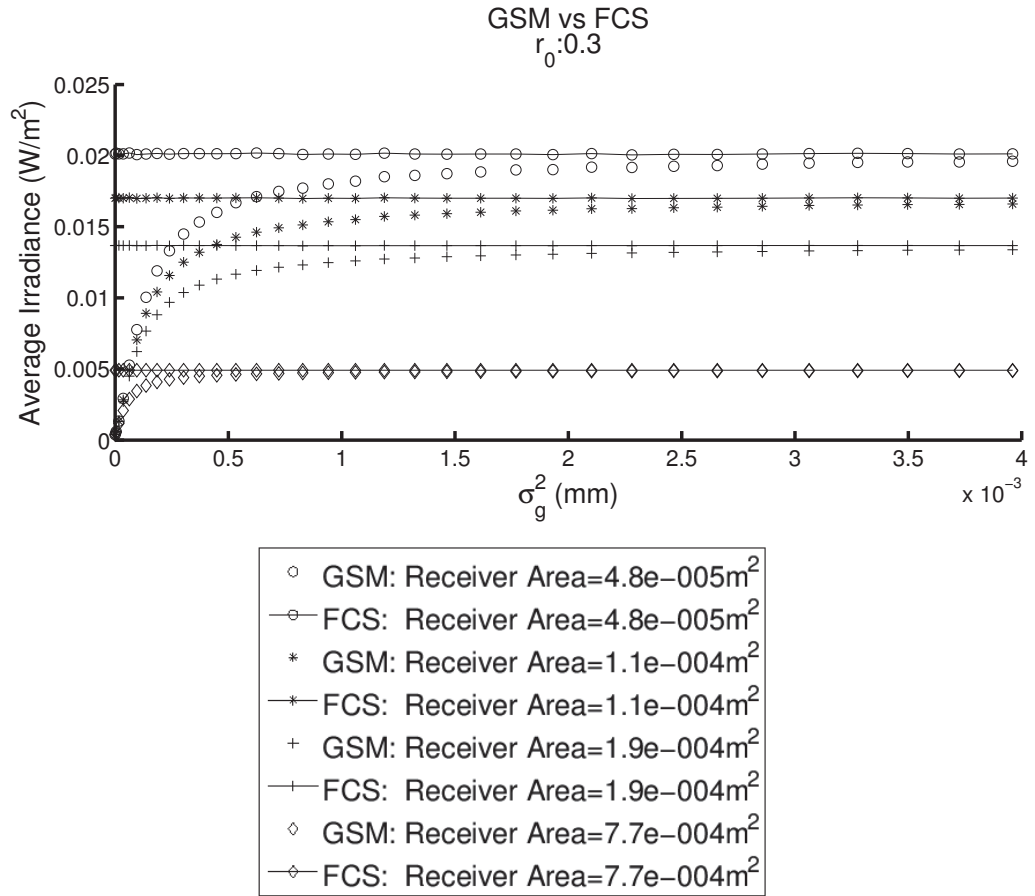 GSM vs FCS
r0:0.3
0.025
0.02
0.015
0.01
0.005
0
Average Irradiance (W/m²)
0 0.5 1 1.5 2 2.5 3 3.5 4
σg² (mm)
x 10⁻³
GSM: Receiver Area=4.8e−005m²
FCS: Receiver Area=4.8e−005m²
GSM: Receiver Area=1.1e−004m²
FCS: Receiver Area=1.1e−004m²
GSM: Receiver Area=1.9e−004m²
FCS: Receiver Area=1.9e−004m²
GSM: Receiver Area=7.7e−004m²
FCS: Receiver Area=7.7e−004m²